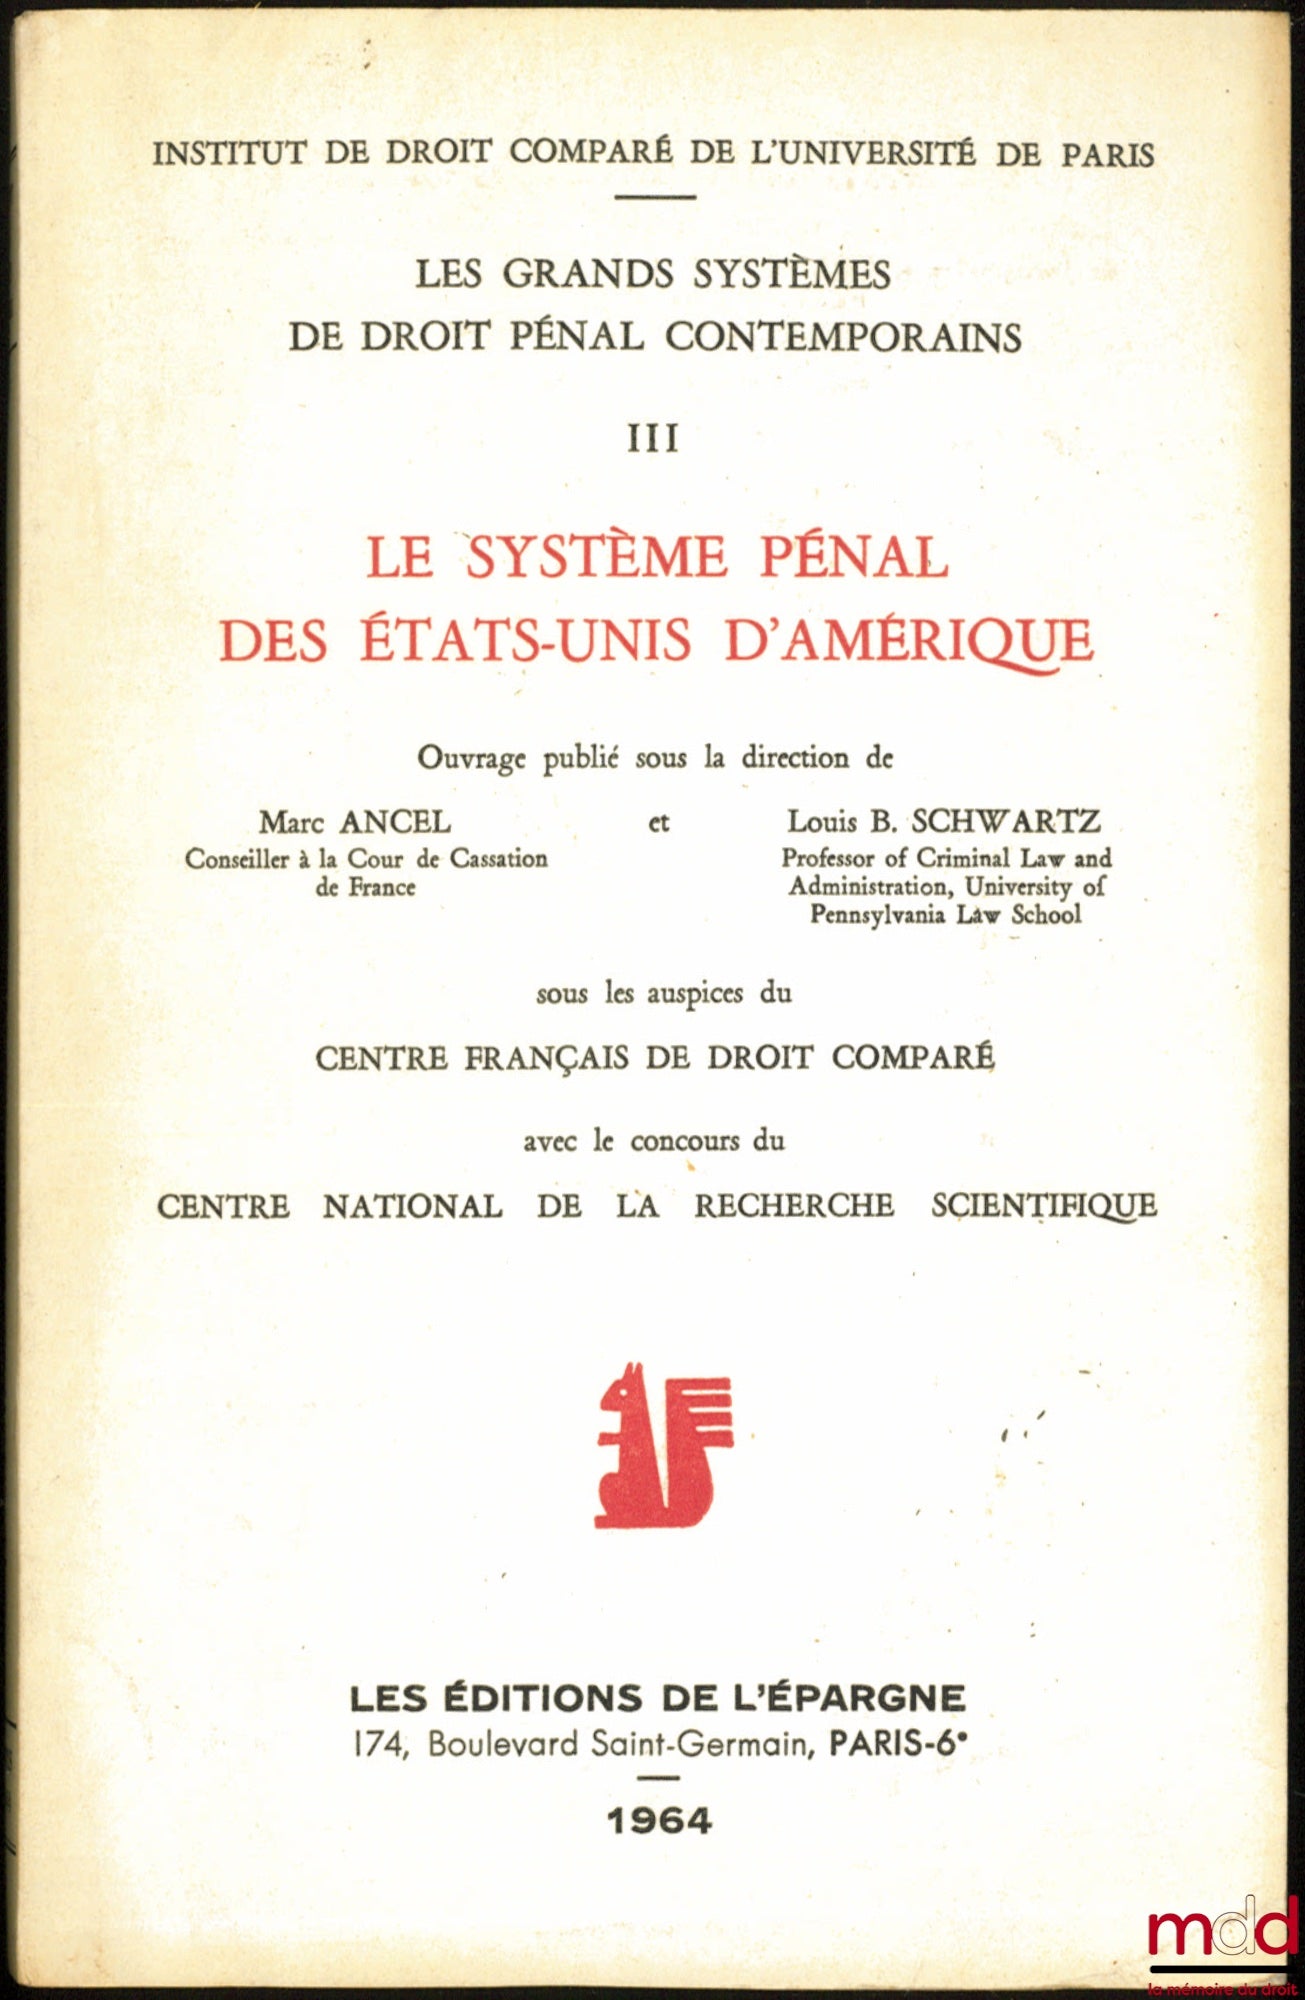 INSTITUT DE DROIT COMPARÉ DE L'UNIVERSITÉ DE PARIS
LES GRANDS SYSTÈMES
DE DROIT PÉNAL CONTEMPORAINS
III
LE SYSTÈME PÉNAL
DES ÉTATS-UNIS D'AMÉRIQUE
Ouvrage publié sous la direction de
Marc ANCEL et Louis B. SCHWARTZ
Conseiller à la Cour de Cassation
de France
Professor of Criminal Law and
Administration, University of
Pennsylvania Law School
sous les auspices du
CENTRE FRANÇAIS DE DROIT COMPARÉ
avec le concours du
CENTRE NATIONAL DE LA RECHERCHE SCIENTIFIQUE
LES ÉDITIONS DE L'ÉPARGNE
174, Boulevard Saint-Germain, PARIS-6e
1964
mdd
la mémoire du droit